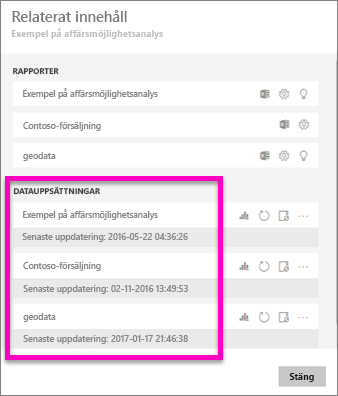 Relaterat innehåll
Exempel på affärsmöjlighetsanalys
RAPPORTER
Exempel på affärsmöjlighetsanalys
Contoso-försäljning
geodata
DATAUPPSÄTTNINGAR
Exempel på affärsmöjlighetsanalys
Senaste uppdatering: 2016-05-22 04:36:26
Contoso-försäljning
Senaste uppdatering: 02-11-2016 13:49:53
geodata
Senaste uppdatering: 2017-01-17 21:46:38
Stäng